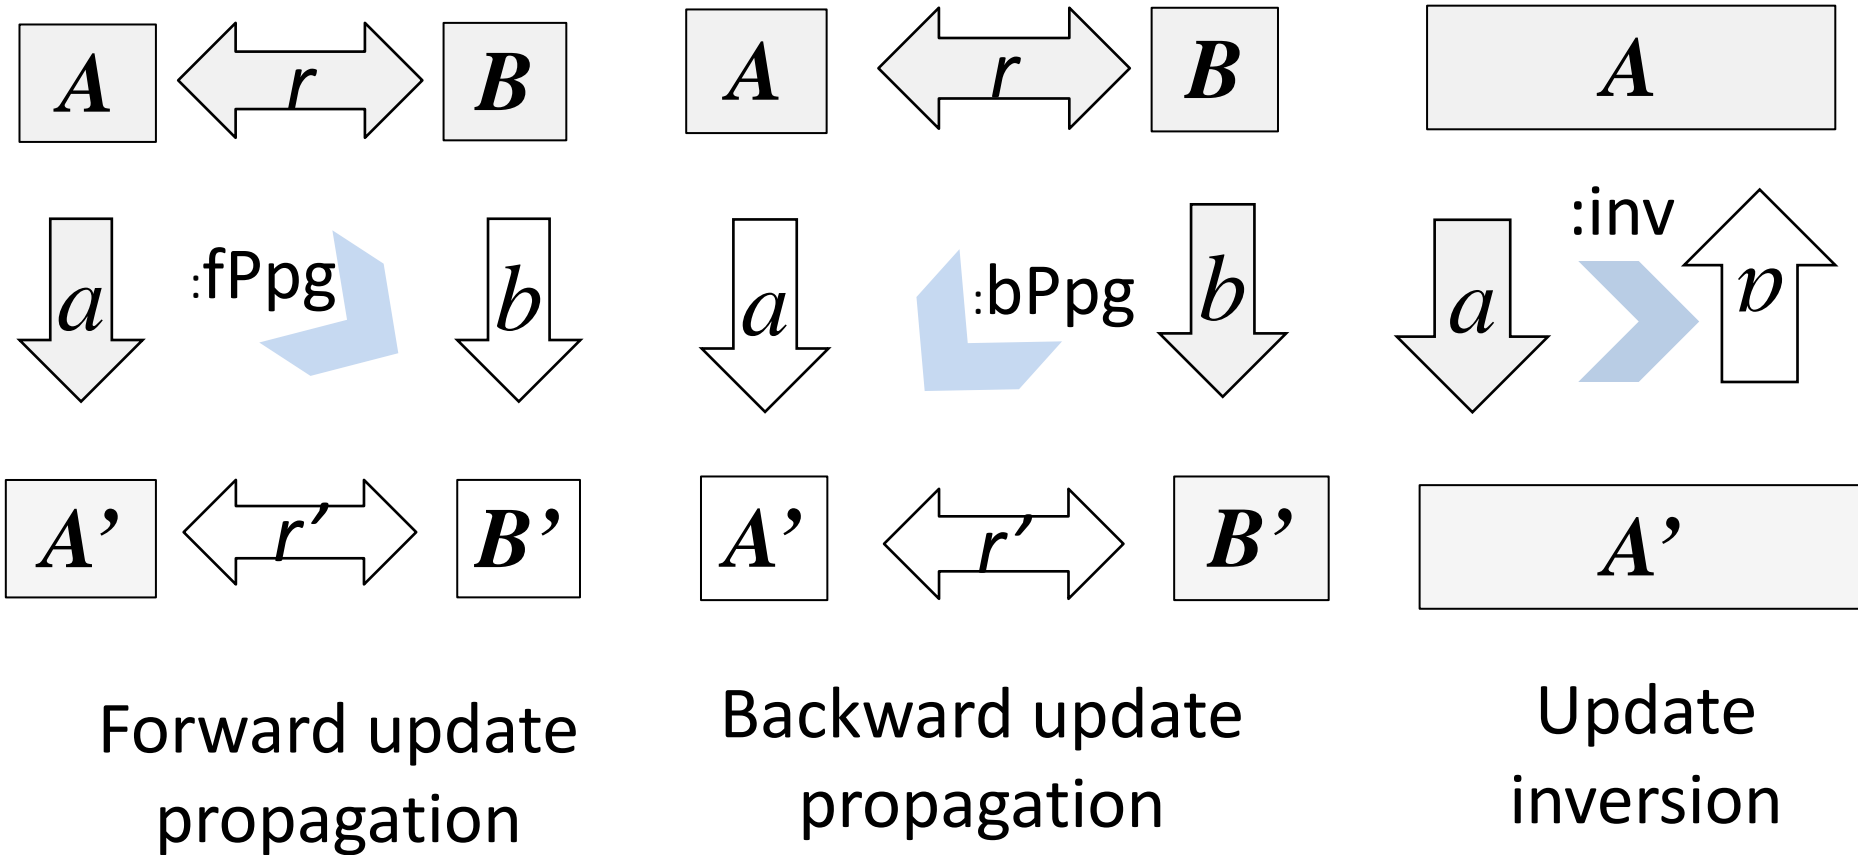 A r B
a :fPpg b
A’ r’ B’
Forward update
propagation
A r B
a :bPpg b
A’ r’ B’
Backward update
propagation
A
:inv
a a
A’
Update
inversion